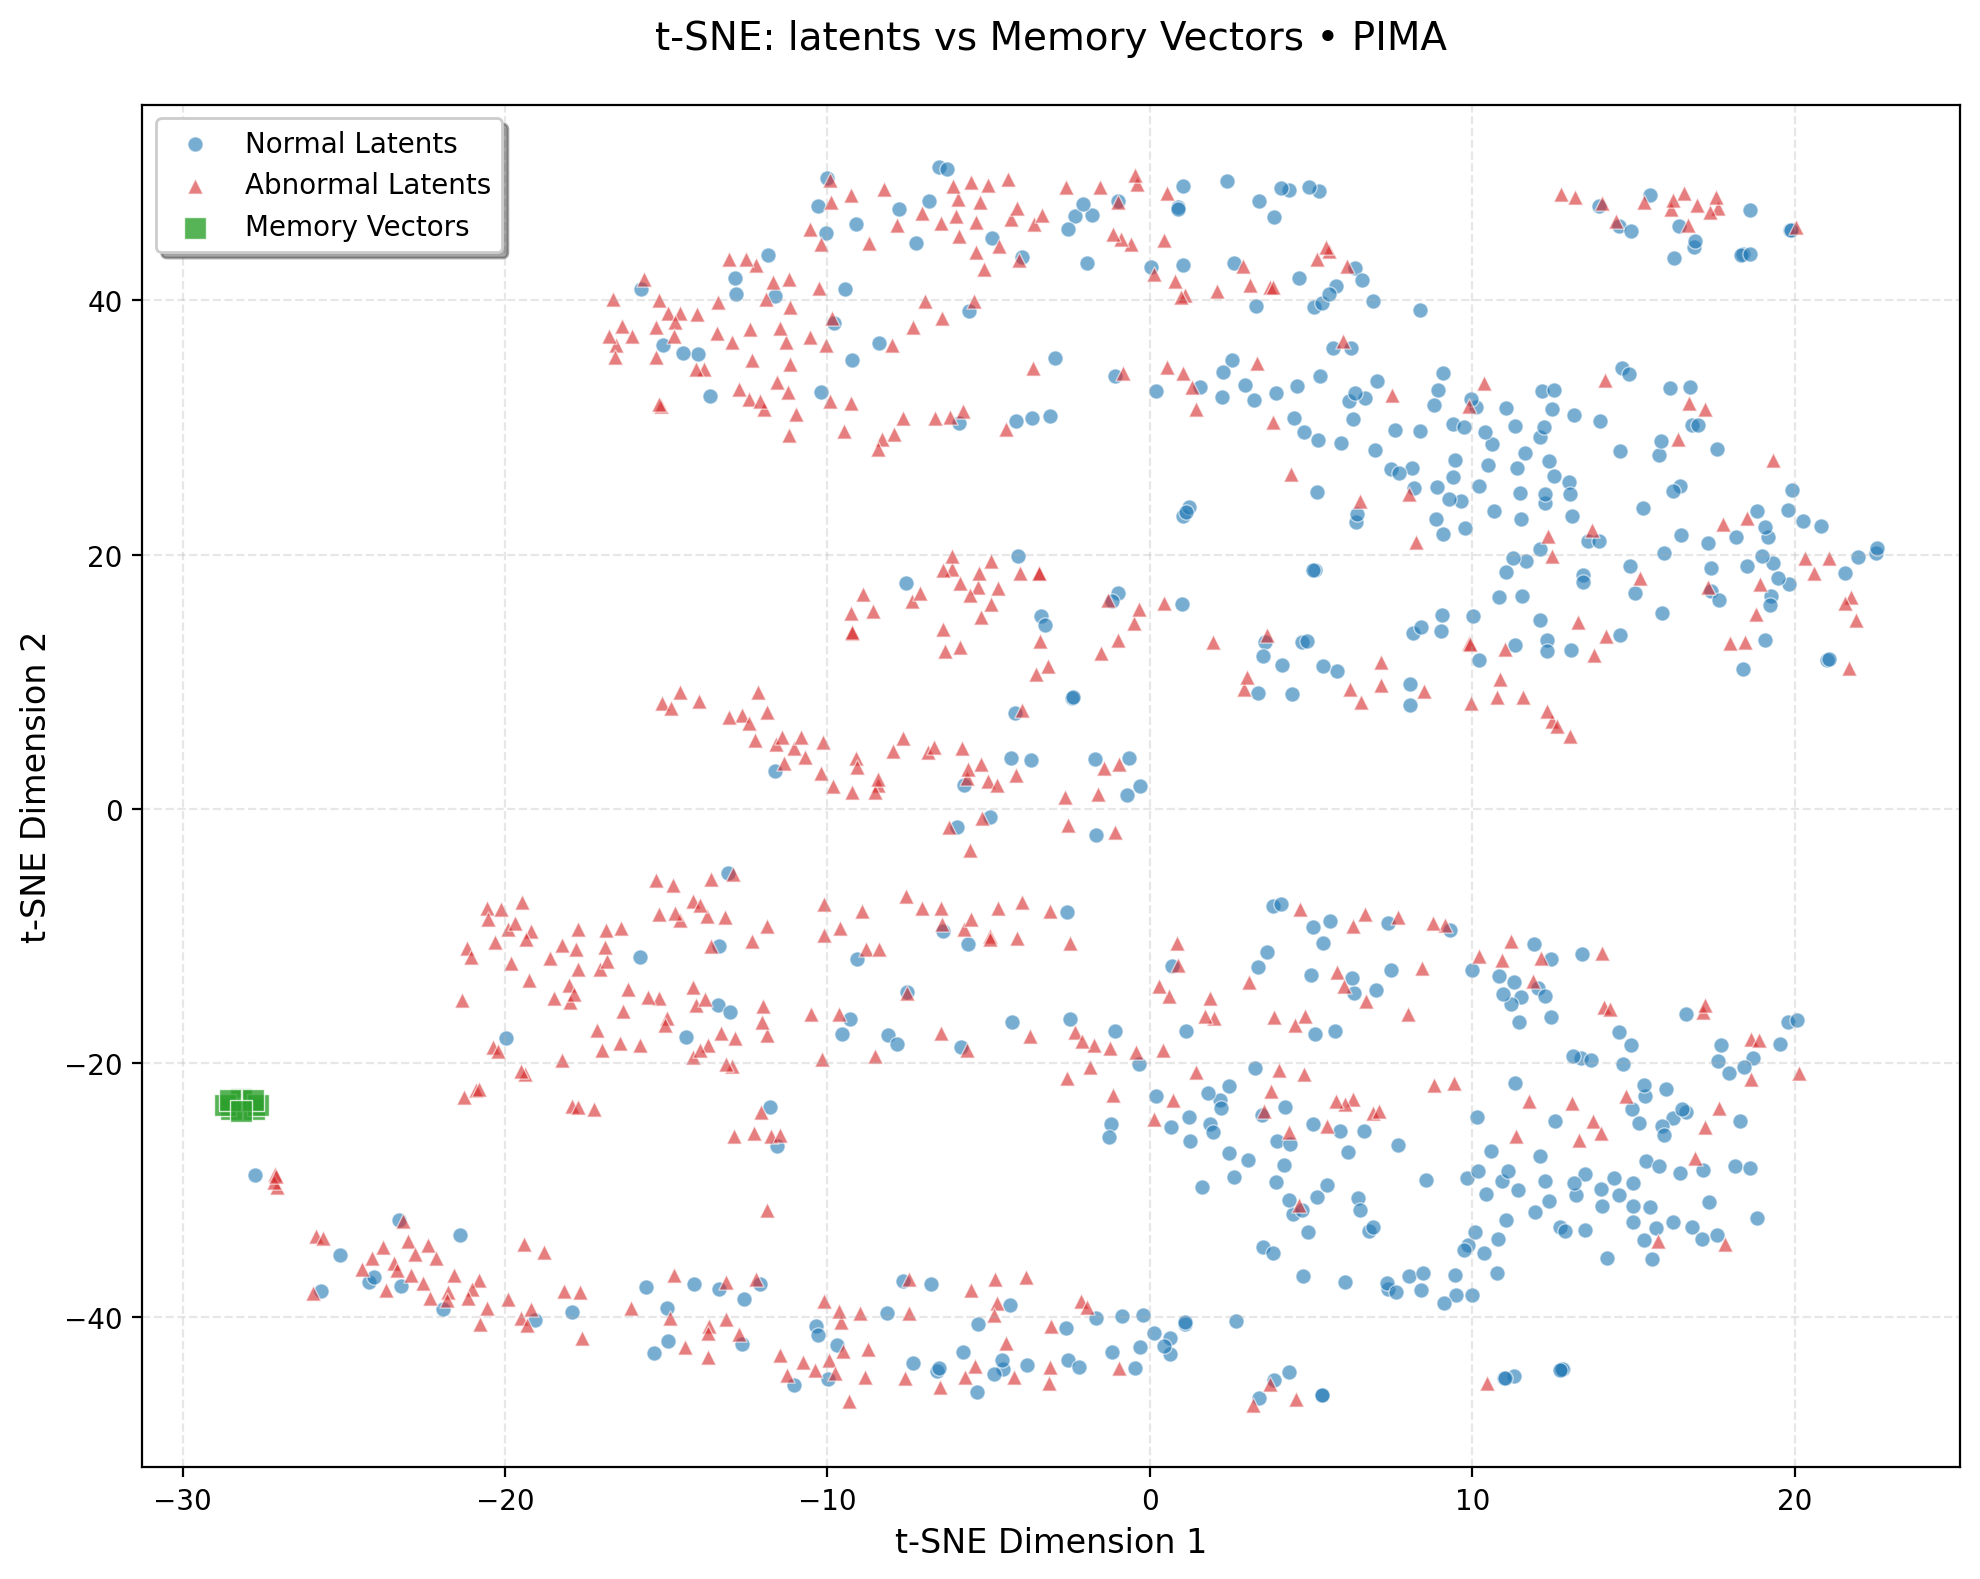 t-SNE: latents vs Memory Vectors • PIMA
Normal Latents
Abnormal Latents
Memory Vectors
40
20
0
−20
−40
t-SNE Dimension 2
−30
−20
−10
0
10
20
t-SNE Dimension 1